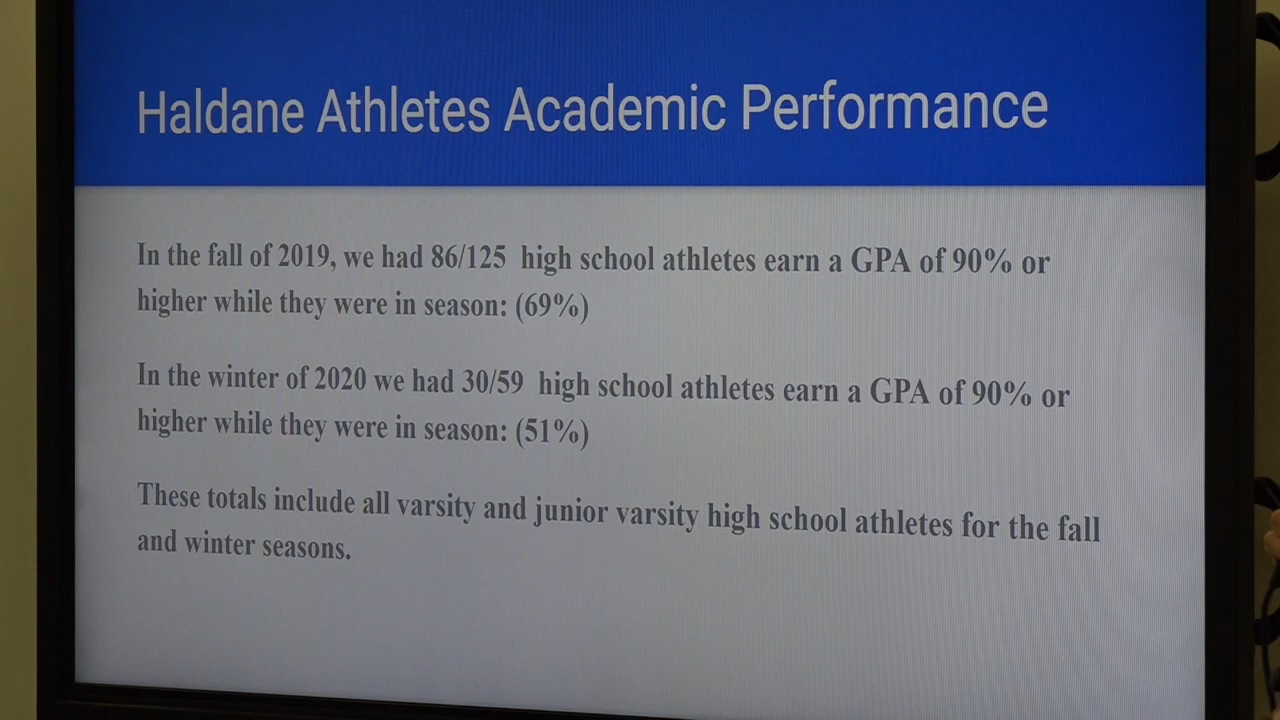 Haldane Athletes Academic Performance
In the fall of 2019, we had 86/125 high school athletes earn a GPA of 90% or
higher while they were in season: (69%)
In the winter of 2020 we had 30/59 high school athletes earn a GPA of 90% or
higher while they were in season: (51%)
These totals include all varsity and junior varsity high school athletes for the fall
and winter seasons.